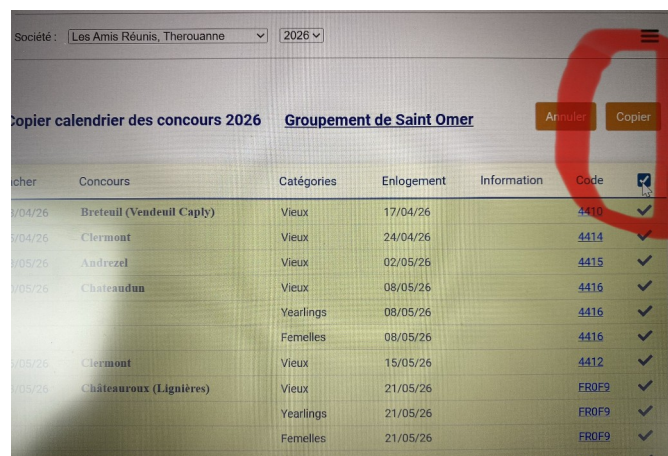 Société : Les Amis Réunis, Therouanne 2026
Copier calendrier des concours 2026 Groupement de Saint Omer Annuler Copier
Concours Catégories Enlogement Information Code
Breteuil (Vendeuil Caply) Vieux 17/04/26 4410
Clermont Vieux 24/04/26 4414
Andrezel Vieux 02/05/26 4415
Chateaudun Vieux 08/05/26 4416
Yearlings 08/05/26 4416
Femelles 08/05/26 4416
/05/26 Clermont Vieux 15/05/26 4412
/05/26 Châteauroux (Lignières) Vieux 21/05/26 FR0F9
Yearlings 21/05/26 FR0F9
Femelles 21/05/26 FR0F9